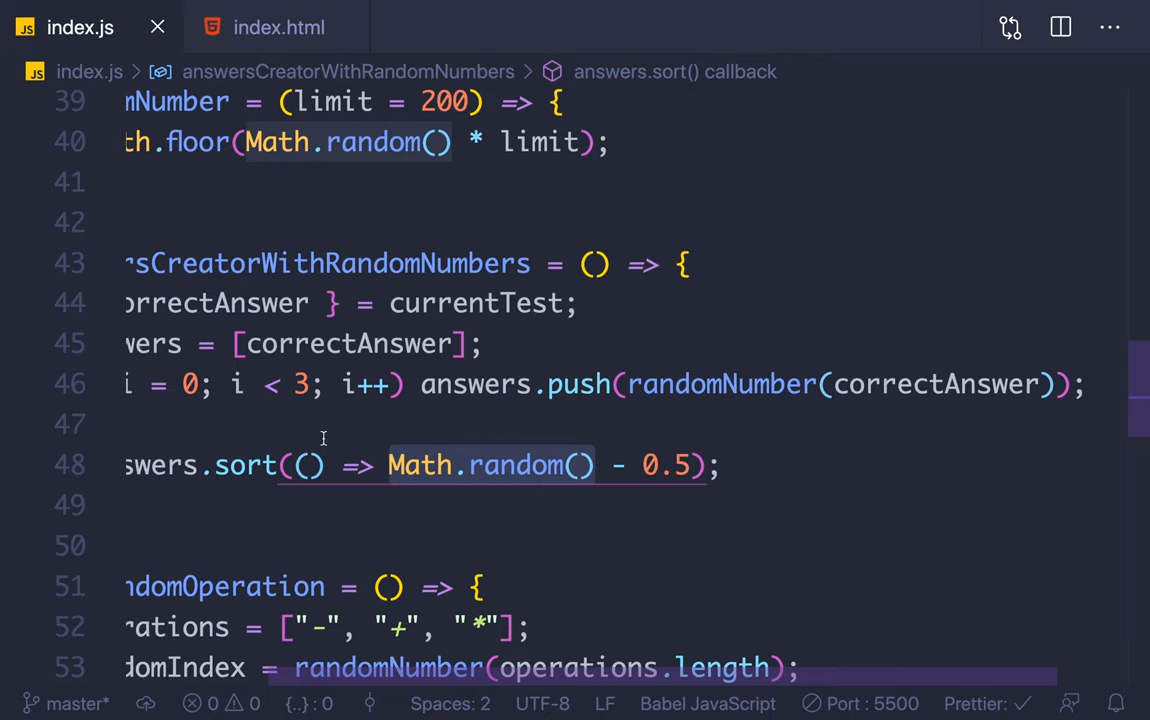 JS index.js × index.html ...
JS index.js > answersCreatorWithRandomNumbers > answers.sort() callback
39 mNumber = (limit = 200) => {
40 th.floor(Math.random() * limit);
41
42
43 rsCreatorWithRandomNumbers = () => {
44 orrectAnswer } = currentTest;
45 wers = [correctAnswer];
46 i = 0; i < 3; i++) answers.push(randomNumber(correctAnswer));
47
48 swers.sort(() => Math.random() - 0.5);
49
50
51 ndomOperation = () => {
52 rations = ["-", "+", "*"];
53 domIndex = randomNumber(operations.length);
master* 0 0 {..} : 0 Spaces: 2 UTF-8 LF Babel JavaScript Port : 5500 Prettier: ✓